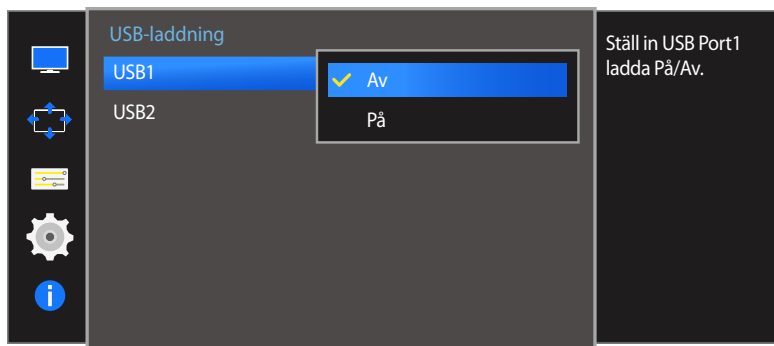 USB-laddning
USB1
USB2
Av
På
Ställ in USB Port1
ladda På/Av.